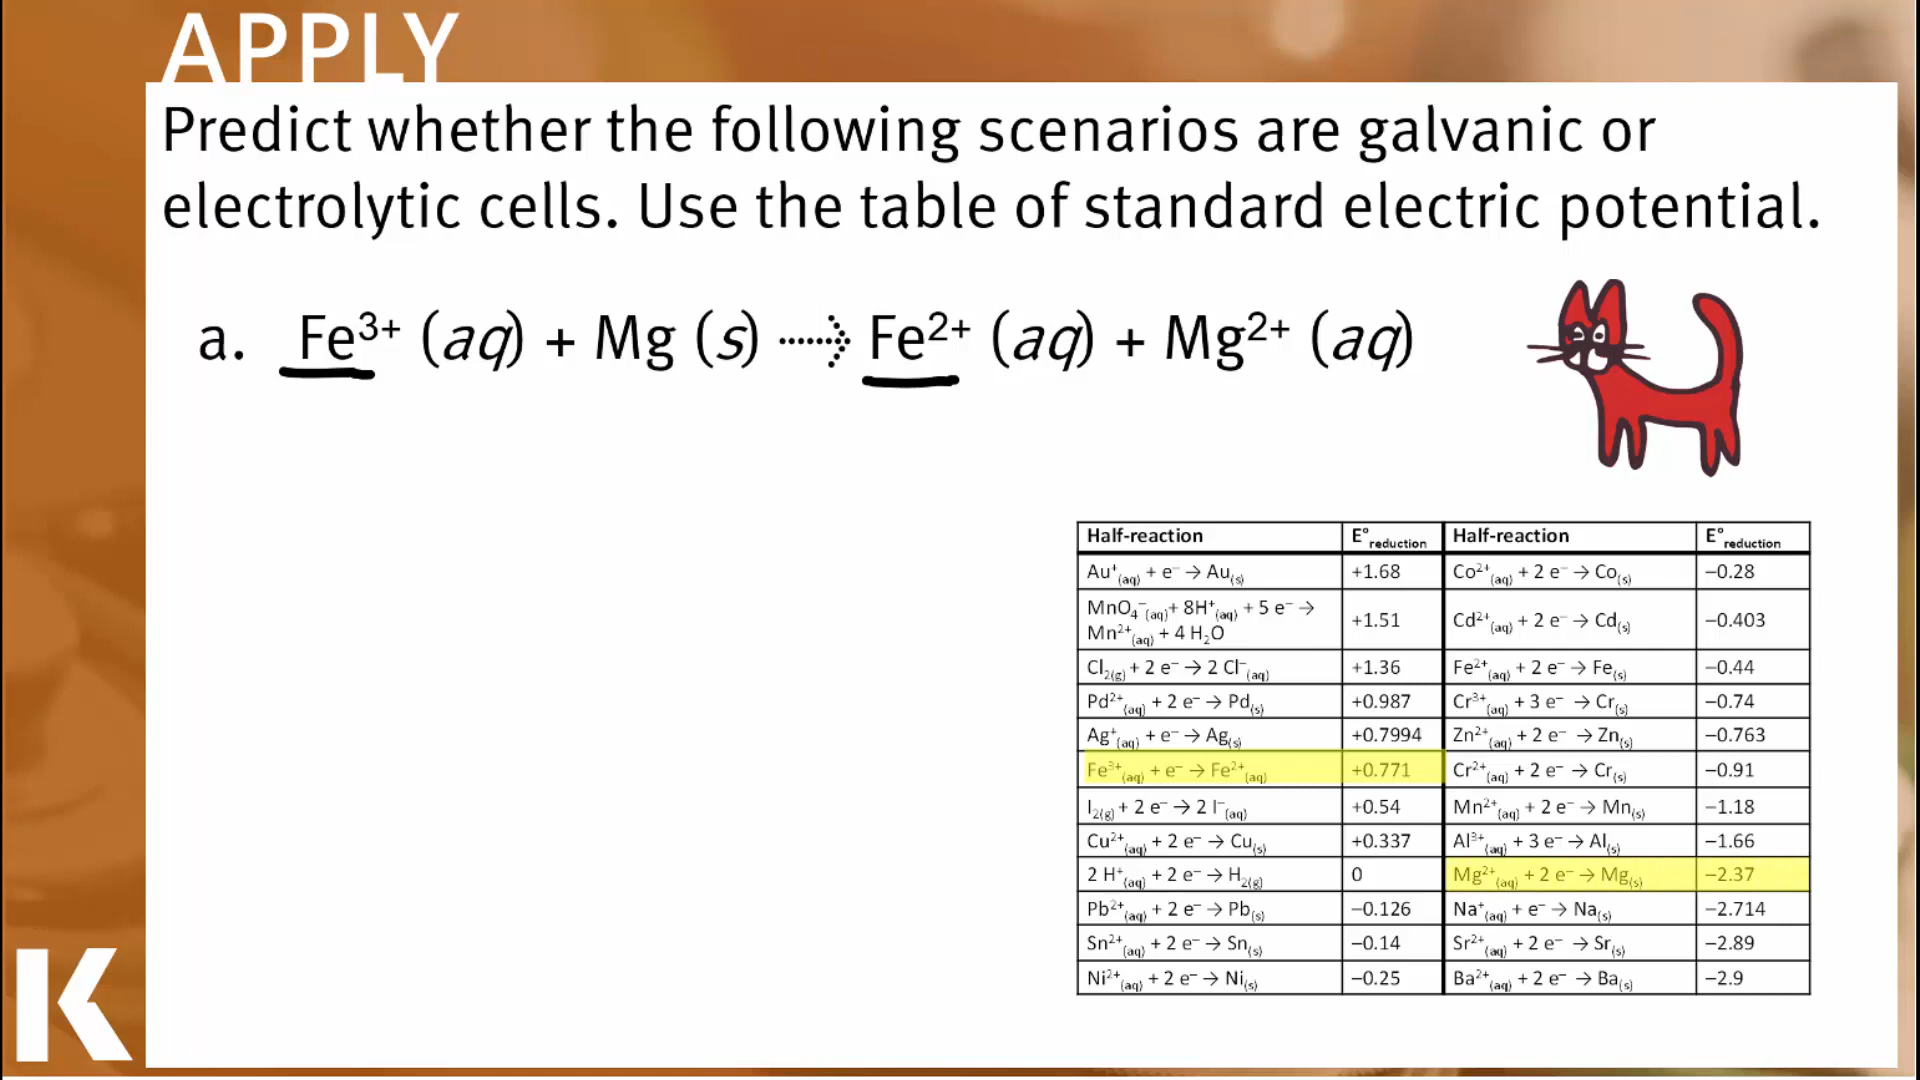 APPLY
Predict whether the following scenarios are galvanic or
electrolytic cells. Use the table of standard electric potential.
a. Fe³⁺ (aq) + Mg (s) ⇢ Fe²⁺ (aq) + Mg²⁺ (aq)
Half-reaction E°reduction Half-reaction E°reduction
Au⁺(aq) + e⁻ → Au(s) +1.68 Co²⁺(aq) + 2 e⁻ → Co(s) −0.28
MnO₄⁻(aq)+ 8H⁺(aq) + 5 e⁻ →
Mn²⁺(aq) + 4 H₂O +1.51 Cd²⁺(aq) + 2 e⁻ → Cd(s) −0.403
Cl₂(g) + 2 e⁻ → 2 Cl⁻(aq) +1.36 Fe²⁺(aq) + 2 e⁻ → Fe(s) −0.44
Pd²⁺(aq) + 2 e⁻ → Pd(s) +0.987 Cr³⁺(aq) + 3 e⁻ → Cr(s) −0.74
Ag⁺(aq) + e⁻ → Ag(s) +0.7994 Zn²⁺(aq) + 2 e⁻ → Zn(s) −0.763
Fe³⁺(aq) + e⁻ → Fe²⁺(aq) +0.771 Cr²⁺(aq) + 2 e⁻ → Cr(s) −0.91
I₂(g) + 2 e⁻ → 2 I⁻(aq) +0.54 Mn²⁺(aq) + 2 e⁻ → Mn(s) −1.18
Cu²⁺(aq) + 2 e⁻ → Cu(s) +0.337 Al³⁺(aq) + 3 e⁻ → Al(s) −1.66
2 H⁺(aq) + 2 e⁻ → H₂(g) 0 Mg²⁺(aq) + 2 e⁻ → Mg(s) −2.37
Pb²⁺(aq) + 2 e⁻ → Pb(s) −0.126 Na⁺(aq) + e⁻ → Na(s) −2.714
Sn²⁺(aq) + 2 e⁻ → Sn(s) −0.14 Sr²⁺(aq) + 2 e⁻ → Sr(s) −2.89
Ni²⁺(aq) + 2 e⁻ → Ni(s) −0.25 Ba²⁺(aq) + 2 e⁻ → Ba(s) −2.9
K